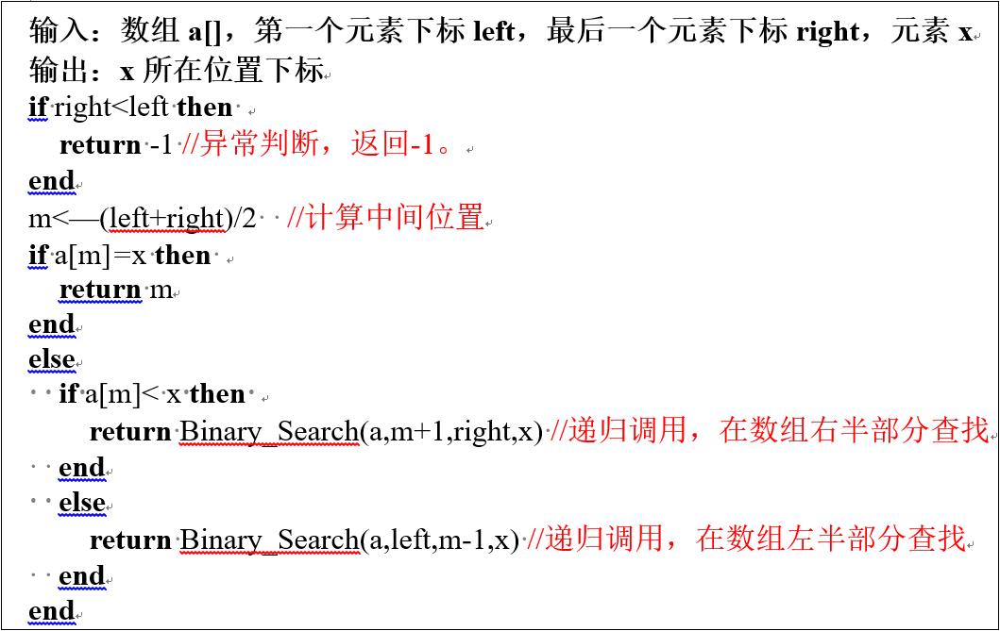 输入：数组 a[]，第一个元素下标 left，最后一个元素下标 right，元素 x
输出：x 所在位置下标
if right<left then
return -1 //异常判断，返回-1。
end
m<—(left+right)/2 //计算中间位置
if a[m]=x then
return m
end
else
if a[m]< x then
return Binary_Search(a,m+1,right,x) //递归调用，在数组右半部分查找
end
else
return Binary_Search(a,left,m-1,x) //递归调用，在数组左半部分查找
end
end